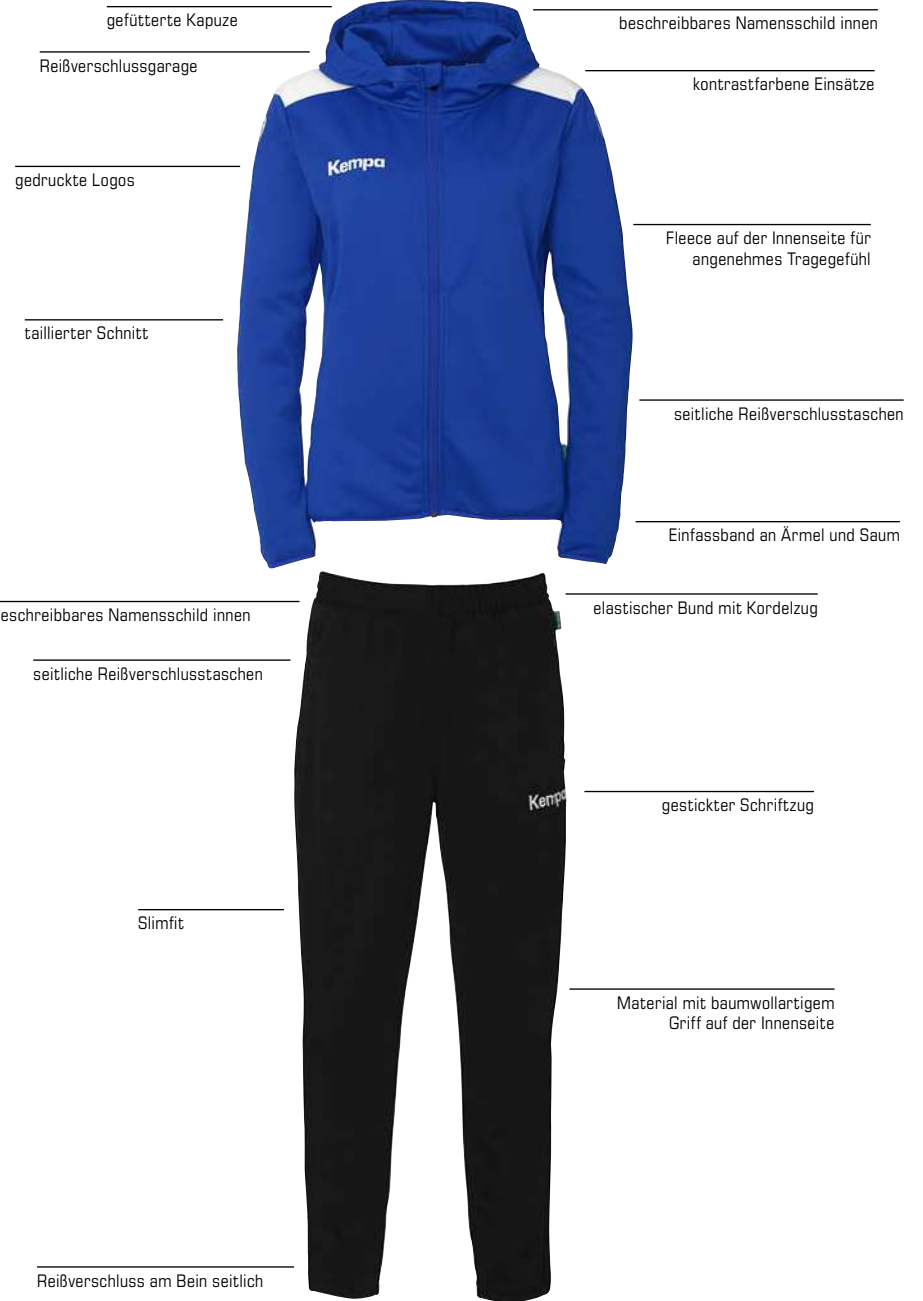 gefütterte Kapuze
beschreibbares Namensschild innen
Reißverschlussgarage
kontrastfarbene Einsätze
Kempa
gedruckte Logos
Fleece auf der Innenseite für
angenehmes Tragegefühl
taillierter Schnitt
seitliche Reißverschlusstaschen
Einfassband an Ärmel und Saum
eschreibbares Namensschild innen
elastischer Bund mit Kordelzug
seitliche Reißverschlusstaschen
Kempa
gestickter Schriftzug
Slimfit
Material mit baumwollartigem
Griff auf der Innenseite
Reißverschluss am Bein seitlich